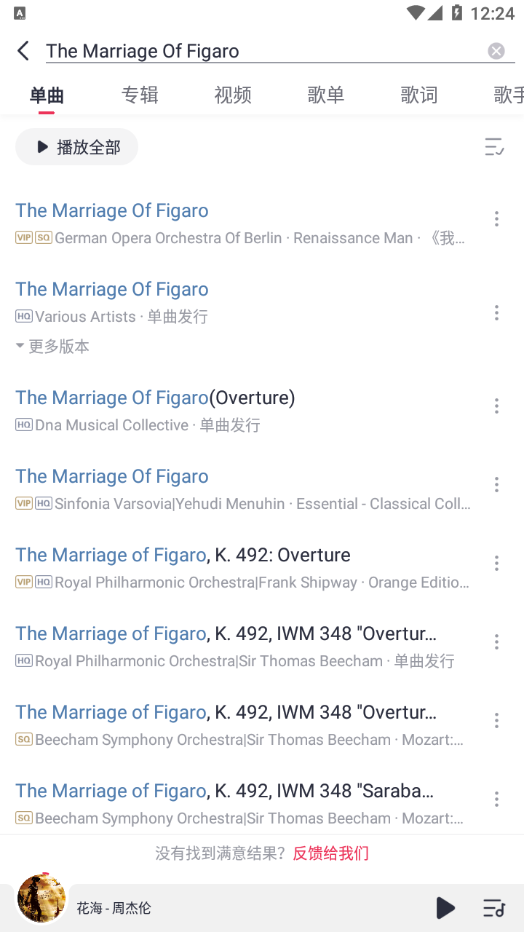 A
12:24
The Marriage Of Figaro
单曲 专辑 视频 歌单 歌词 歌手
播放全部
The Marriage Of Figaro
VIP SQ German Opera Orchestra Of Berlin · Renaissance Man · 《我...
The Marriage Of Figaro
HQ Various Artists · 单曲发行
更多版本
The Marriage Of Figaro(Overture)
HQ Dna Musical Collective · 单曲发行
The Marriage Of Figaro
VIP HQ Sinfonia Varsovia|Yehudi Menuhin · Essential - Classical Coll...
The Marriage of Figaro, K. 492: Overture
VIP HQ Royal Philharmonic Orchestra|Frank Shipway · Orange Editio...
The Marriage of Figaro, K. 492, IWM 348 "Overtur...
HQ Royal Philharmonic Orchestra|Sir Thomas Beecham · 单曲发行
The Marriage of Figaro, K. 492, IWM 348 "Overtur...
SQ Beecham Symphony Orchestra|Sir Thomas Beecham · Mozart:...
The Marriage of Figaro, K. 492, IWM 348 "Saraba...
SQ Beecham Symphony Orchestra|Sir Thomas Beecham · Mozart:...
没有找到满意结果？反馈给我们
花海 - 周杰伦